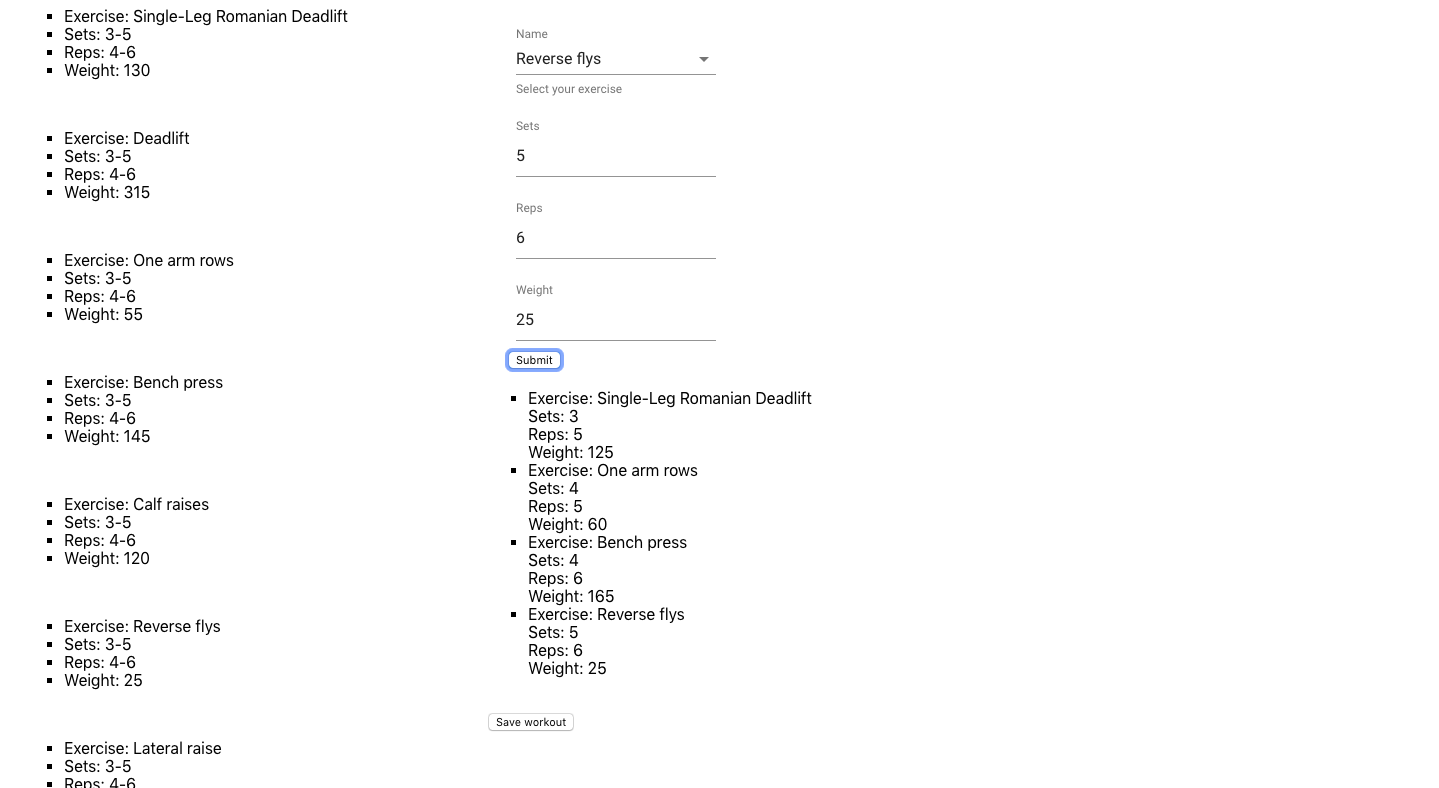 Exercise: Single-Leg Romanian Deadlift
Sets: 3-5
Reps: 4-6
Weight: 130
Exercise: Deadlift
Sets: 3-5
Reps: 4-6
Weight: 315
Exercise: One arm rows
Sets: 3-5
Reps: 4-6
Weight: 55
Exercise: Bench press
Sets: 3-5
Reps: 4-6
Weight: 145
Exercise: Calf raises
Sets: 3-5
Reps: 4-6
Weight: 120
Exercise: Reverse flys
Sets: 3-5
Reps: 4-6
Weight: 25
Exercise: Lateral raise
Sets: 3-5
Reps: 4-6
Name
Reverse flys
Select your exercise
Sets
5
Reps
6
Weight
25
Submit
Exercise: Single-Leg Romanian Deadlift
Sets: 3
Reps: 5
Weight: 125
Exercise: One arm rows
Sets: 4
Reps: 5
Weight: 60
Exercise: Bench press
Sets: 4
Reps: 6
Weight: 165
Exercise: Reverse flys
Sets: 5
Reps: 6
Weight: 25
Save workout